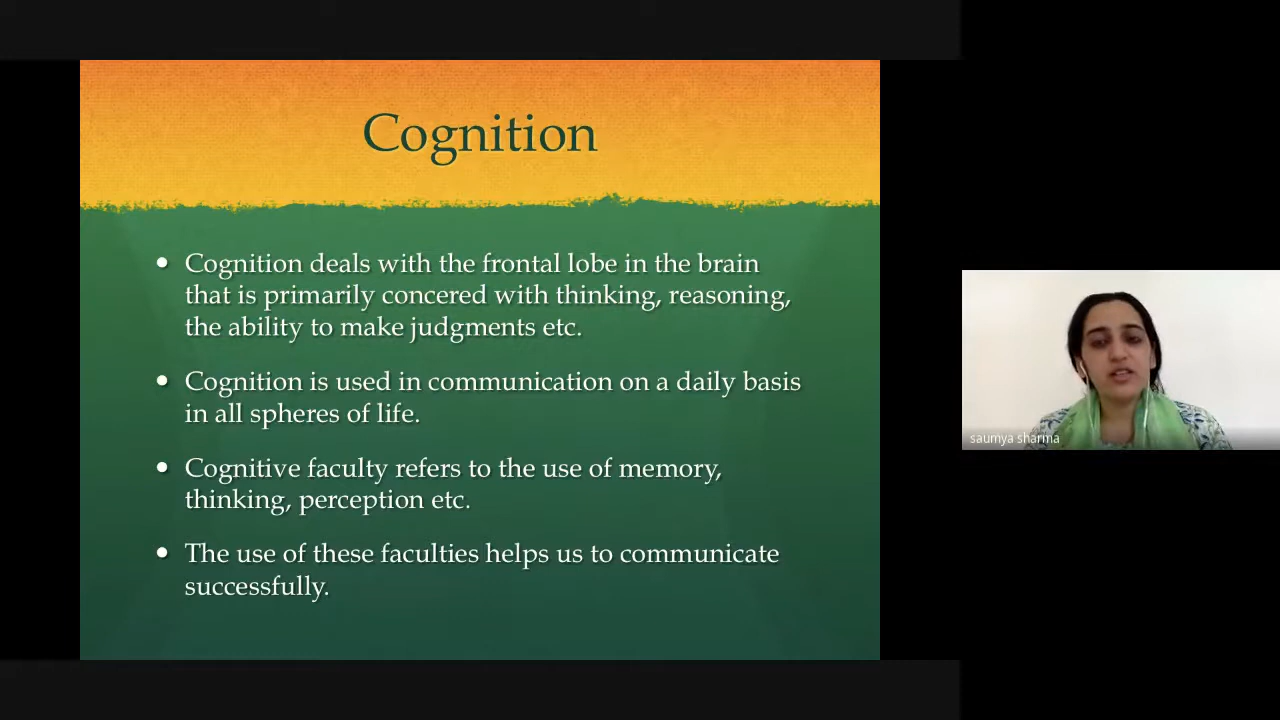 Cognition
• Cognition deals with the frontal lobe in the brain
that is primarily concered with thinking, reasoning,
the ability to make judgments etc.
• Cognition is used in communication on a daily basis
in all spheres of life.
• Cognitive faculty refers to the use of memory,
thinking, perception etc.
• The use of these faculties helps us to communicate
successfully.
saumya sharma